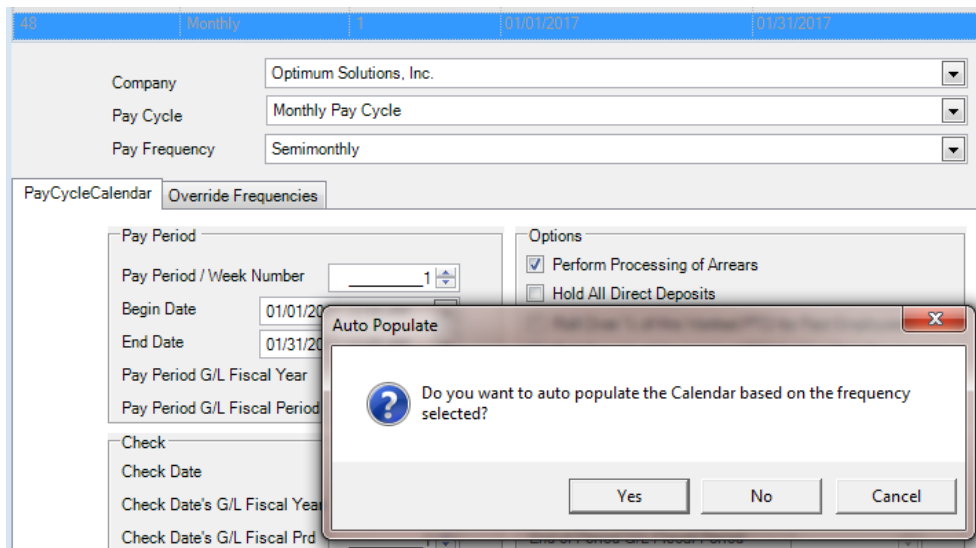 48 Monthly 1 01/01/2017 01/31/2017
Company Optimum Solutions, Inc.
Pay Cycle Monthly Pay Cycle
Pay Frequency Semimonthly
PayCycleCalendar Override Frequencies
Pay Period
Pay Period / Week Number 1
Begin Date 01/01/20
End Date 01/31/20
Pay Period G/L Fiscal Year
Pay Period G/L Fiscal Period
Check
Check Date
Check Date's G/L Fiscal Year
Check Date's G/L Fiscal Prd
Options
Perform Processing of Arrears
Hold All Direct Deposits
Auto Populate
Do you want to auto populate the Calendar based on the frequency
selected?
Yes No Cancel